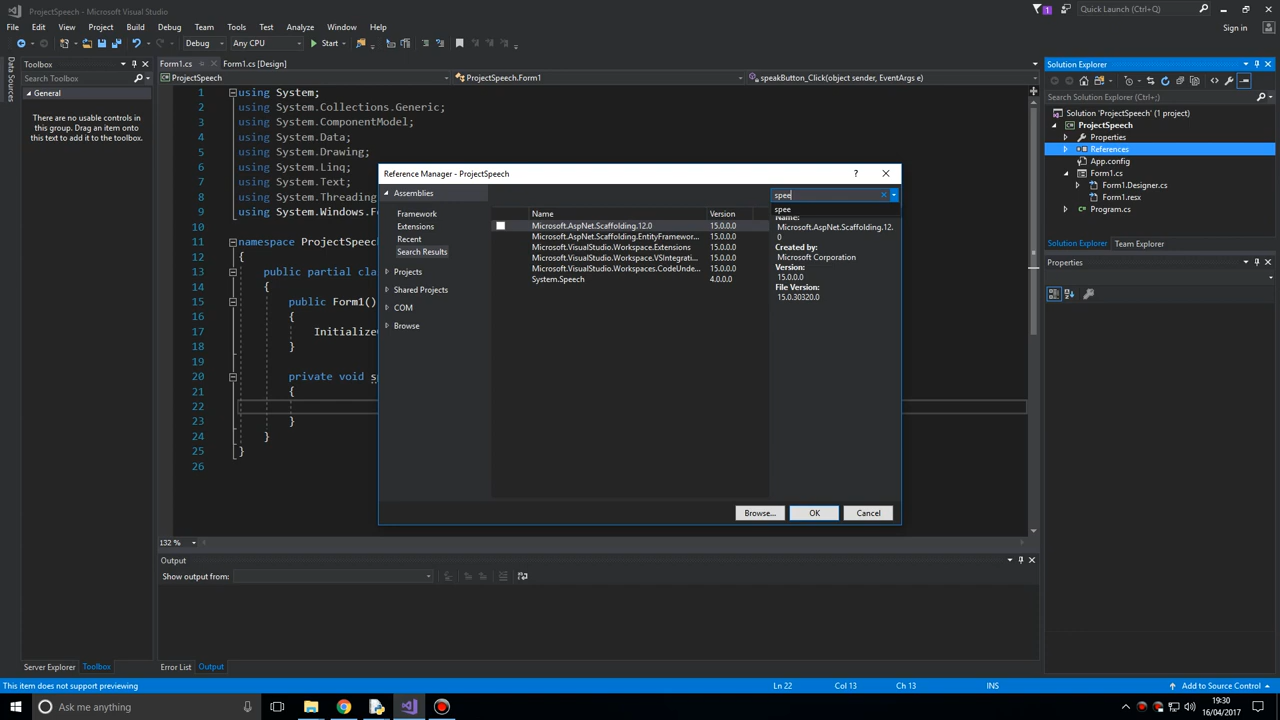 ProjectSpeech - Microsoft Visual Studio
Quick Launch (Ctrl+Q)
File Edit View Project Build Debug Team Tools Test Analyze Window Help
Sign in
Debug Any CPU Start
Data Sources
Toolbox
Search Toolbox
General
There are no usable controls in
this group. Drag an item onto
this text to add it to the toolbox.
Form1.cs Form1.cs [Design]
ProjectSpeech ProjectSpeech.Form1 speakButton_Click(object sender, EventArgs e)
1 using System;
2 using System.Collections.Generic;
3 using System.ComponentModel;
4 using System.Data;
5 using System.Drawing;
6 using System.Linq;
7 using System.Text;
8 using System.Threading
9 using System.Windows.Fo
10
11 namespace ProjectSpeech
12 {
13 public partial clas
14 {
15 public Form1()
16 {
17 Initialize
18 }
19
20 private void sp
21 {
22
23 }
24 }
25 }
26
132 %
Reference Manager - ProjectSpeech
?
Assemblies
Framework
Extensions
Recent
Search Results
Projects
Shared Projects
COM
Browse
Name Version
Microsoft.AspNet.Scaffolding.12.0 15.0.0.0
Microsoft.AspNet.Scaffolding.EntityFramewor... 15.0.0.0
Microsoft.VisualStudio.Workspace.Extensions 15.0.0.0
Microsoft.VisualStudio.Workspace.VSIntegrati... 15.0.0.0
Microsoft.VisualStudio.Workspaces.CodeUnde... 15.0.0.0
System.Speech 4.0.0.0
spee
spee
Name:
Microsoft.AspNet.Scaffolding.12.
0
Created by:
Microsoft Corporation
Version:
15.0.0.0
File Version:
15.0.30320.0
Browse... OK Cancel
Solution Explorer
Search Solution Explorer (Ctrl+;)
Solution 'ProjectSpeech' (1 project)
ProjectSpeech
Properties
References
App.config
Form1.cs
Form1.Designer.cs
Form1.resx
Program.cs
Solution Explorer Team Explorer
Properties
Output
Show output from:
Server Explorer Toolbox
Error List Output
This item does not support previewing
Ln 22 Col 13 Ch 13 INS
Add to Source Control
Ask me anything
19:30
16/04/2017